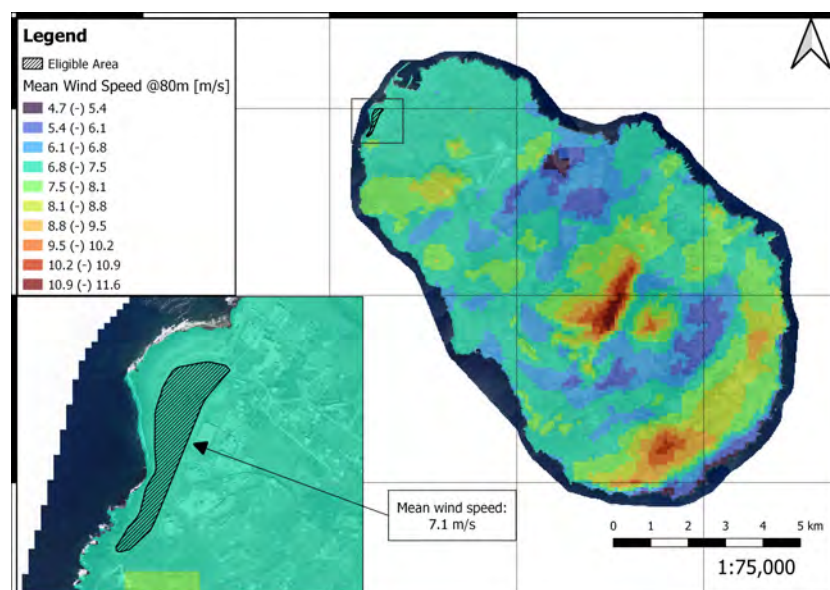 Legend
Eligible Area
Mean Wind Speed @80m [m/s]
4.7 (-) 5.4
5.4 (-) 6.1
6.1 (-) 6.8
6.8 (-) 7.5
7.5 (-) 8.1
8.1 (-) 8.8
8.8 (-) 9.5
9.5 (-) 10.2
10.2 (-) 10.9
10.9 (-) 11.6
Mean wind speed:
7.1 m/s
0 1 2 3 4 5 km
1:75,000